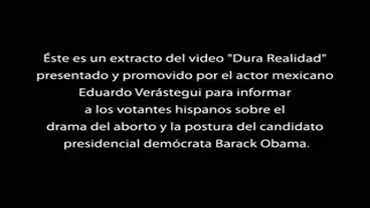 Éste es un extracto del video "Dura Realidad"
presentado y promovido por el actor mexicano
Eduardo Verástegui para informar
a los votantes hispanos sobre el
drama del aborto y la postura del candidato
presidencial demócrata Barack Obama.